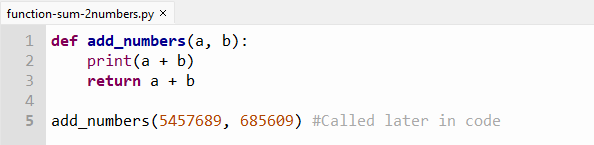 function-sum-2numbers.py ×
1 def add_numbers(a, b):
2     print(a + b)
3     return a + b
4
5 add_numbers(5457689, 685609) #Called later in code